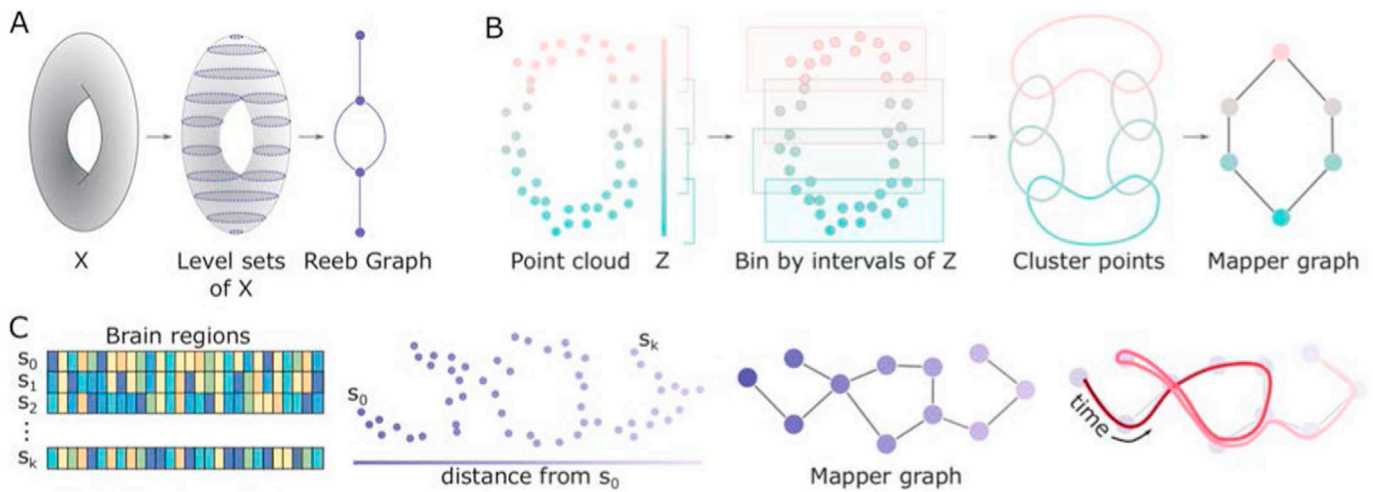 A
B
X
Level sets
of X
Reeb Graph
Point cloud
Z
Bin by intervals of Z
Cluster points
Mapper graph
C
Brain regions
s0
s1
s2
sk
s0
sk
distance from s0
Mapper graph
time